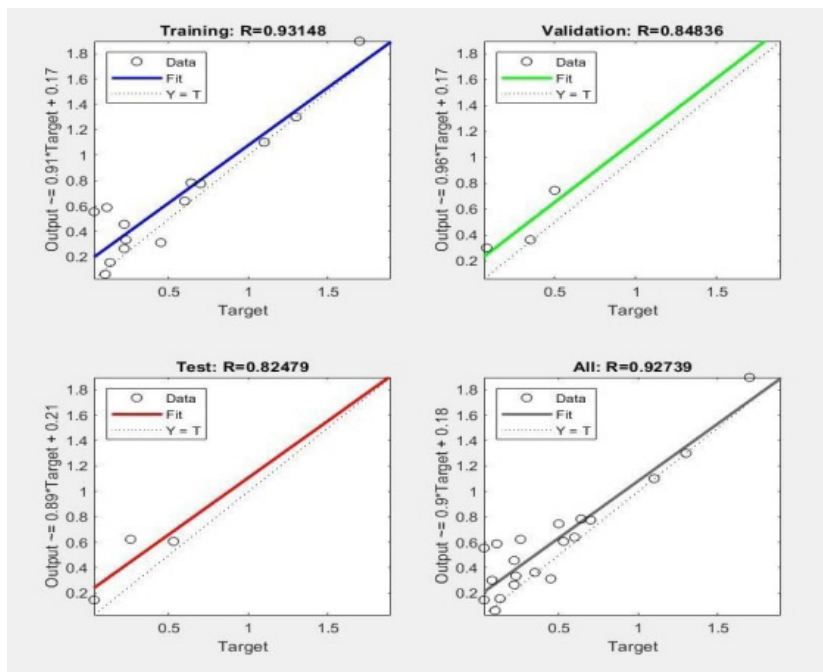 Training: R=0.93148
Output ~= 0.91*Target + 0.17
1.8
1.6
1.4
1.2
1
0.8
0.6
0.4
0.2
Data
Fit
Y = T
0.5
1
1.5
Target
Validation: R=0.84836
Output ~= 0.96*Target + 0.17
1.8
1.6
1.4
1.2
1
0.8
0.6
0.4
0.2
Data
Fit
Y = T
0.5
1
1.5
Target
Test: R=0.82479
Output ~= 0.89*Target + 0.21
1.8
1.6
1.4
1.2
1
0.8
0.6
0.4
0.2
Data
Fit
Y = T
0.5
1
1.5
Target
All: R=0.92739
Output ~= 0.9*Target + 0.18
1.8
1.6
1.4
1.2
1
0.8
0.6
0.4
0.2
Data
Fit
Y = T
0.5
1
1.5
Target